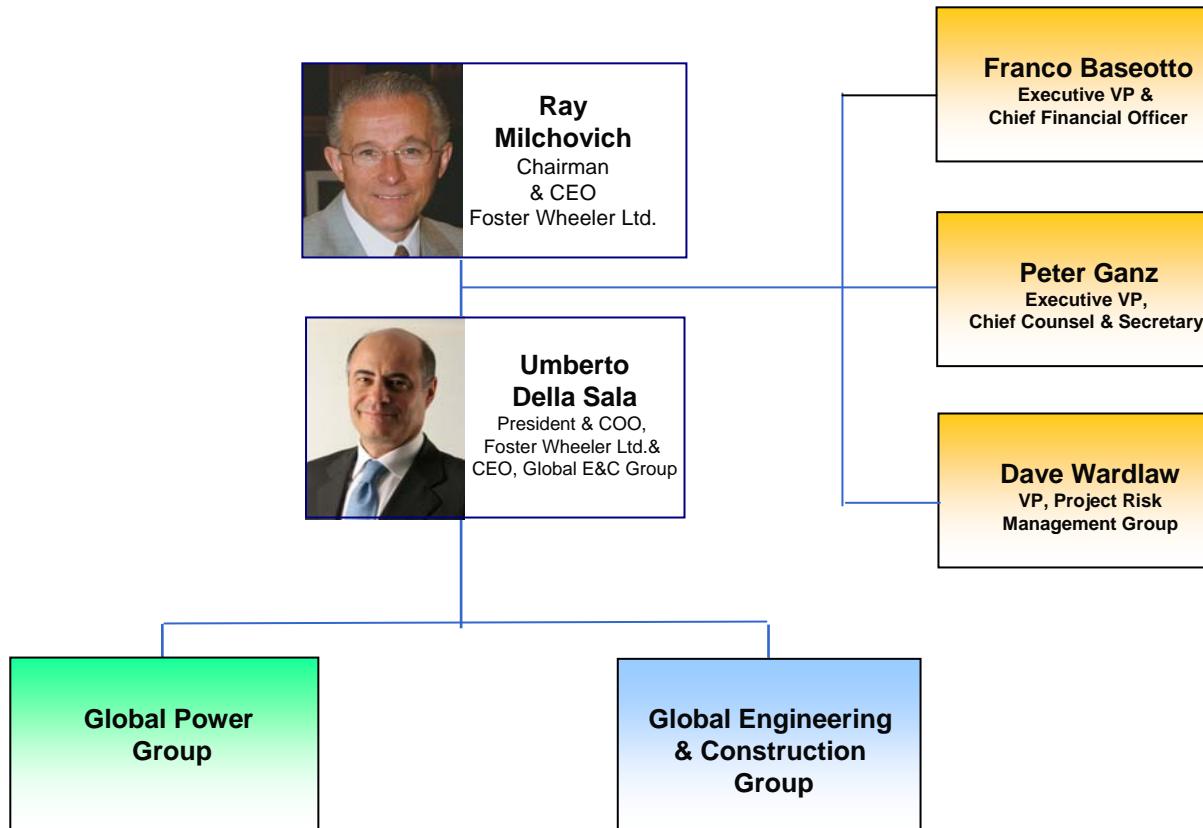 Ray
Milchovich
Chairman
& CEO
Foster Wheeler Ltd.
Umberto
Della Sala
President & COO,
Foster Wheeler Ltd.&
CEO, Global E&C Group
Franco Baseotto
Executive VP &
Chief Financial Officer
Peter Ganz
Executive VP,
Chief Counsel & Secretary
Dave Wardlaw
VP, Project Risk
Management Group
Global Power
Group
Global Engineering
& Construction
Group